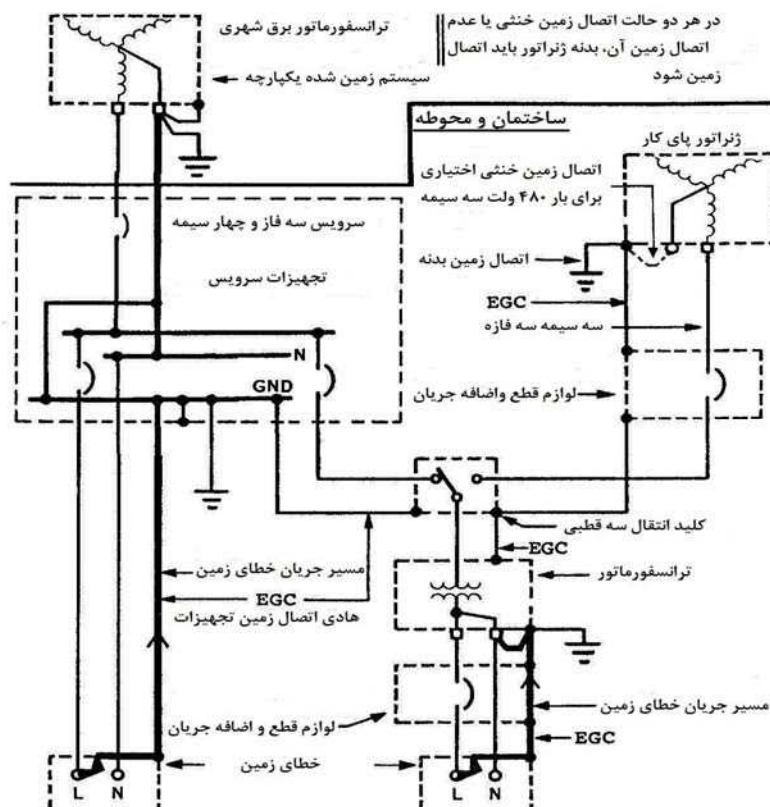 در هر دو حالت اتصال زمین خنثی یا عدم
اتصال زمین آن، بدنه ژنراتور باید اتصال
زمین شود
ترانسفورماتور برق شهری
سیستم زمین شده یکپارچه
ساختمان و محوطه
ژنراتور پای کار
اتصال زمین خنثی اختیاری
برای بار ۴۸۰ ولت سه سیمه
سرویس سه فاز و چهار سیمه
اتصال زمین بدنه
تجهیزات سرویس
EGC
سه سیمه سه فازه
N
GND
لوازم قطع واضافه جریان
کلید انتقال سه قطبی
EGC
مسیر جریان خطای زمین
ترانسفورماتور
EGC
هادی اتصال زمین تجهیزات
مسیر جریان خطای زمین
لوازم قطع و اضافه جریان
EGC
خطای زمین
L N
L N